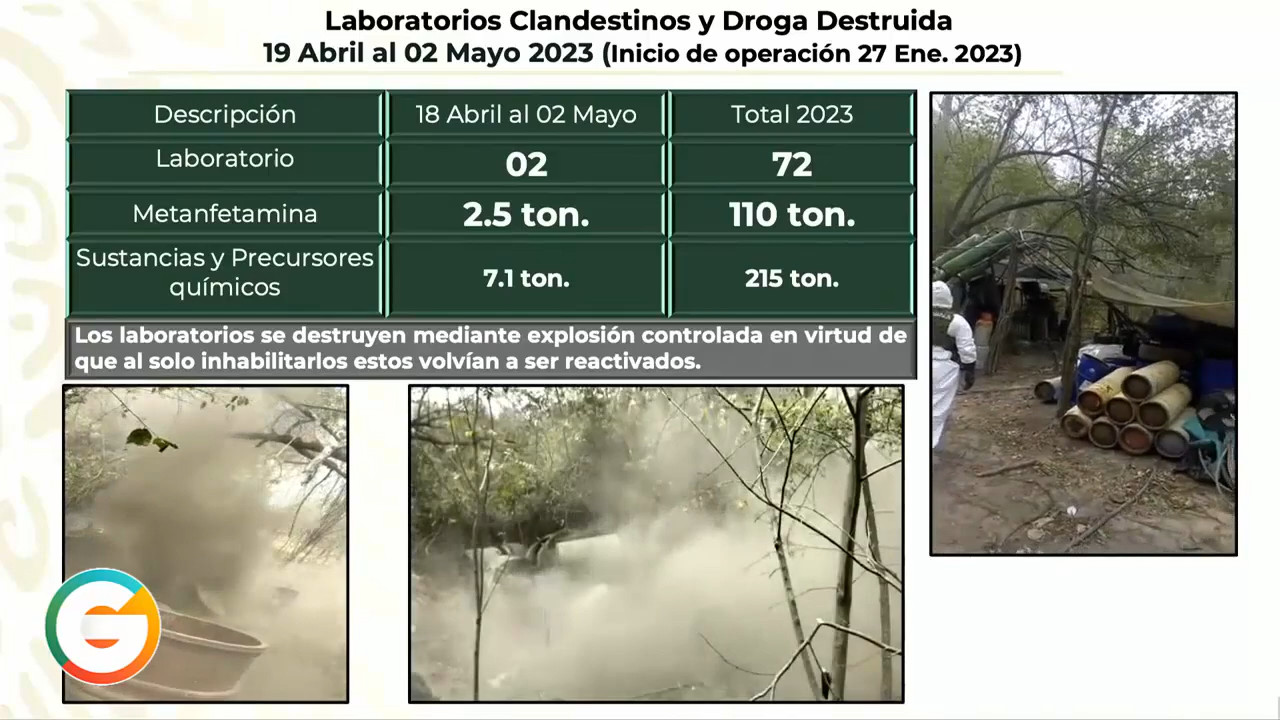 Laboratorios Clandestinos y Droga Destruida
19 Abril al 02 Mayo 2023 (Inicio de operación 27 Ene. 2023)
Descripción 18 Abril al 02 Mayo Total 2023
Laboratorio 02 72
Metanfetamina 2.5 ton. 110 ton.
Sustancias y Precursores
químicos 7.1 ton. 215 ton.
Los laboratorios se destruyen mediante explosión controlada en virtud de
que al solo inhabilitarlos estos volvían a ser reactivados.
G